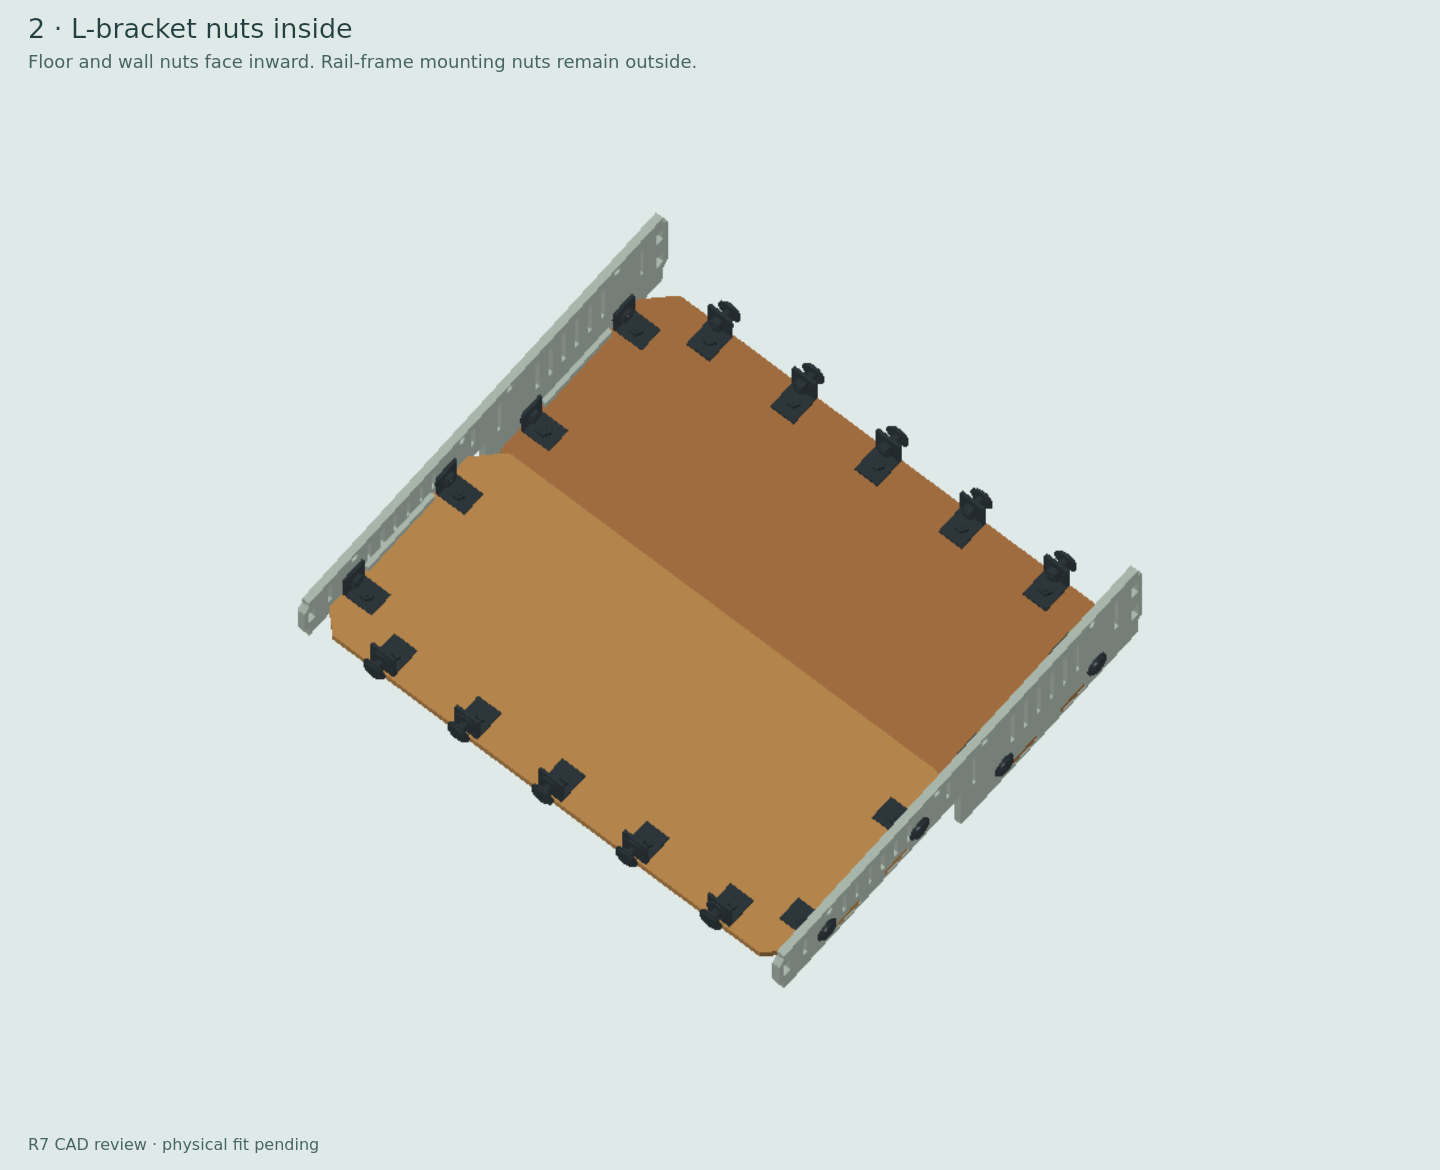 2 · L-bracket nuts inside
Floor and wall nuts face inward. Rail-frame mounting nuts remain outside.
R7 CAD review · physical fit pending